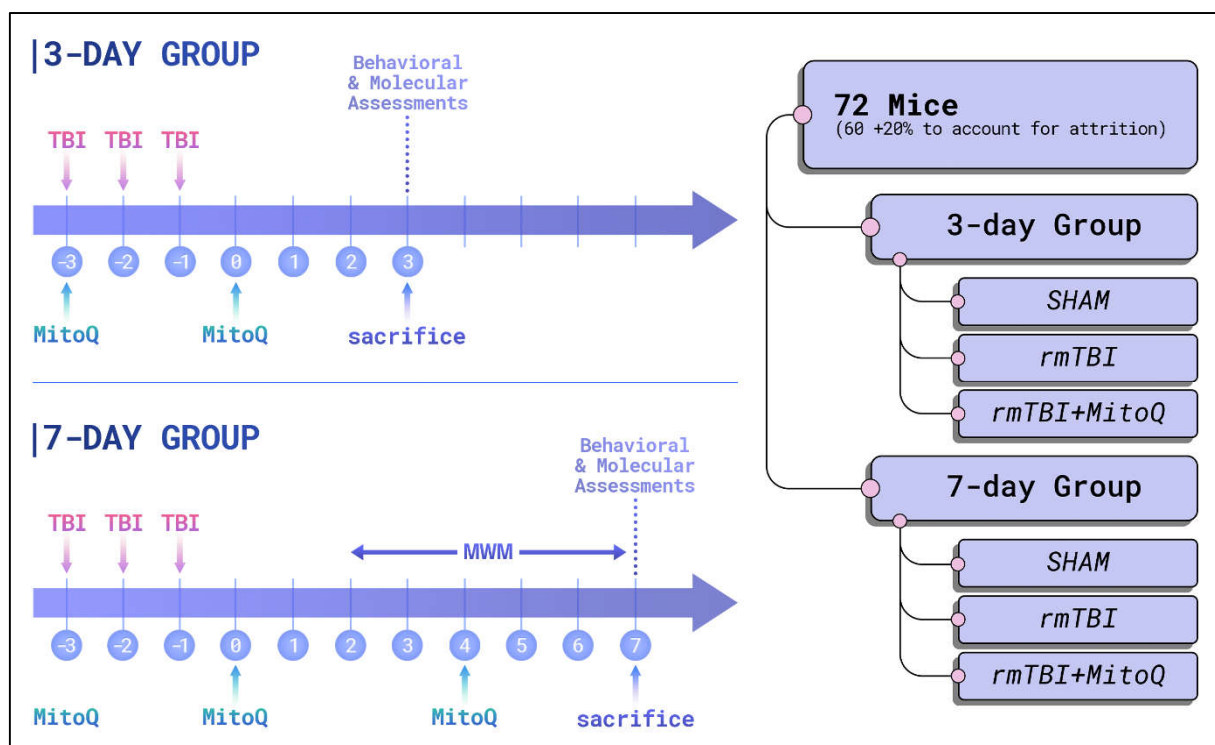 |3-DAY GROUP
Behavioral
& Molecular
Assessments
TBI TBI TBI
-3 -2 -1 0 1 2 3
MitoQ MitoQ sacrifice
|7-DAY GROUP
Behavioral
& Molecular
Assessments
TBI TBI TBI
MWM
-3 -2 -1 0 1 2 3 4 5 6 7
MitoQ MitoQ MitoQ sacrifice
72 Mice
(60 +20% to account for attrition)
3-day Group
SHAM
rmTBI
rmTBI+MitoQ
7-day Group
SHAM
rmTBI
rmTBI+MitoQ